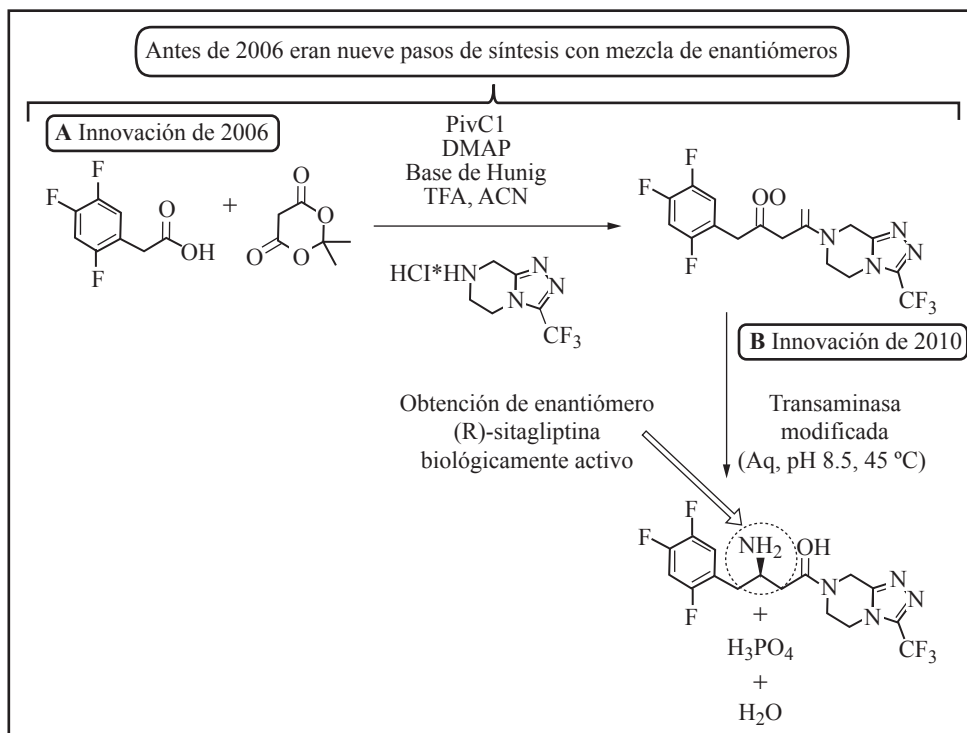 Antes de 2006 eran nueve pasos de síntesis con mezcla de enantiómeros
A Innovación de 2006
PivC1
DMAP
Base de Hunig
TFA, ACN
F
F
F
O
OH
+
O
O
O
O
HCI*HN
N
N
N
CF3
F
F
F
OO
N
N
N
N
CF3
B Innovación de 2010
Obtención de enantiómero
(R)-sitagliptina
biológicamente activo
Transaminasa
modificada
(Aq, pH 8.5, 45 ºC)
F
F
F
NH2
OH
N
N
N
N
CF3
+
H3PO4
+
H2O